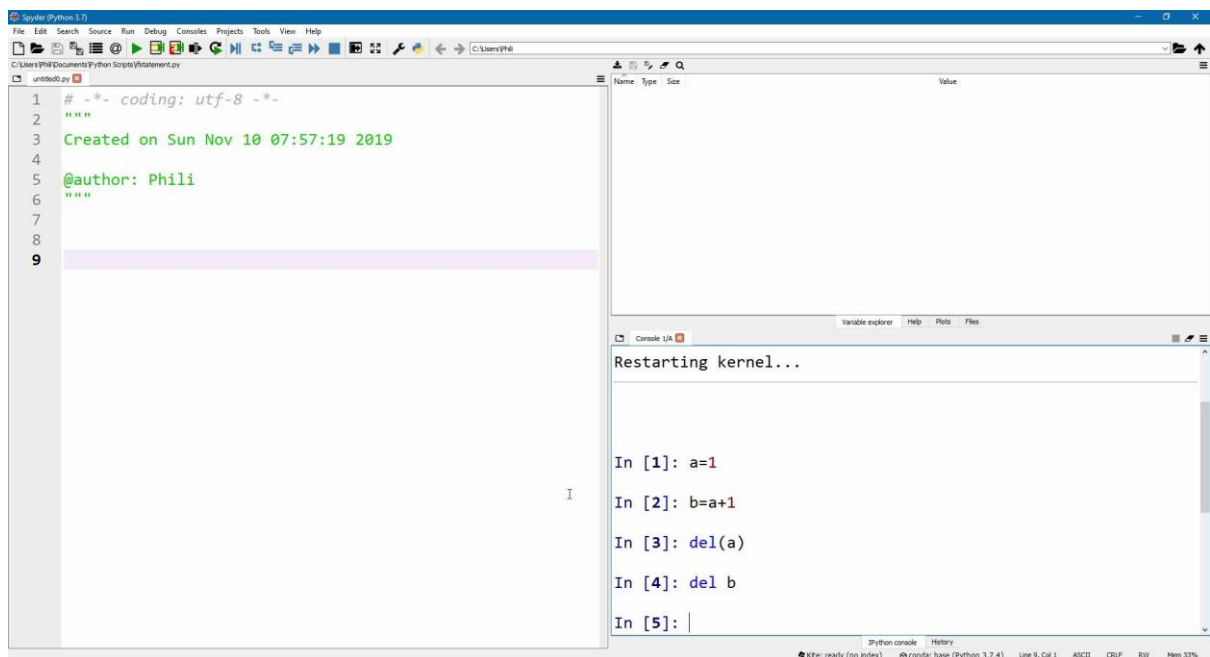 Spyder (Python 3.7)
File Edit Search Source Run Debug Consoles Projects Tools View Help
C:\Users\Phili
C:\Users\Phili\Documents\Python Scripts\ifstatement.py
untitled0.py
1 # -*- coding: utf-8 -*-
2 """
3 Created on Sun Nov 10 07:57:19 2019
4
5 @author: Phili
6 """
7
8
9
Name Type Size Value
Variable explorer Help Plots Files
Console 1/A
Restarting kernel...
In [1]: a=1
In [2]: b=a+1
In [3]: del(a)
In [4]: del b
In [5]:
IPython console History
Kite: ready (no index) conda: base (Python 3.7.4) Line 9, Col 1 ASCII CRLF RW Mem 33%